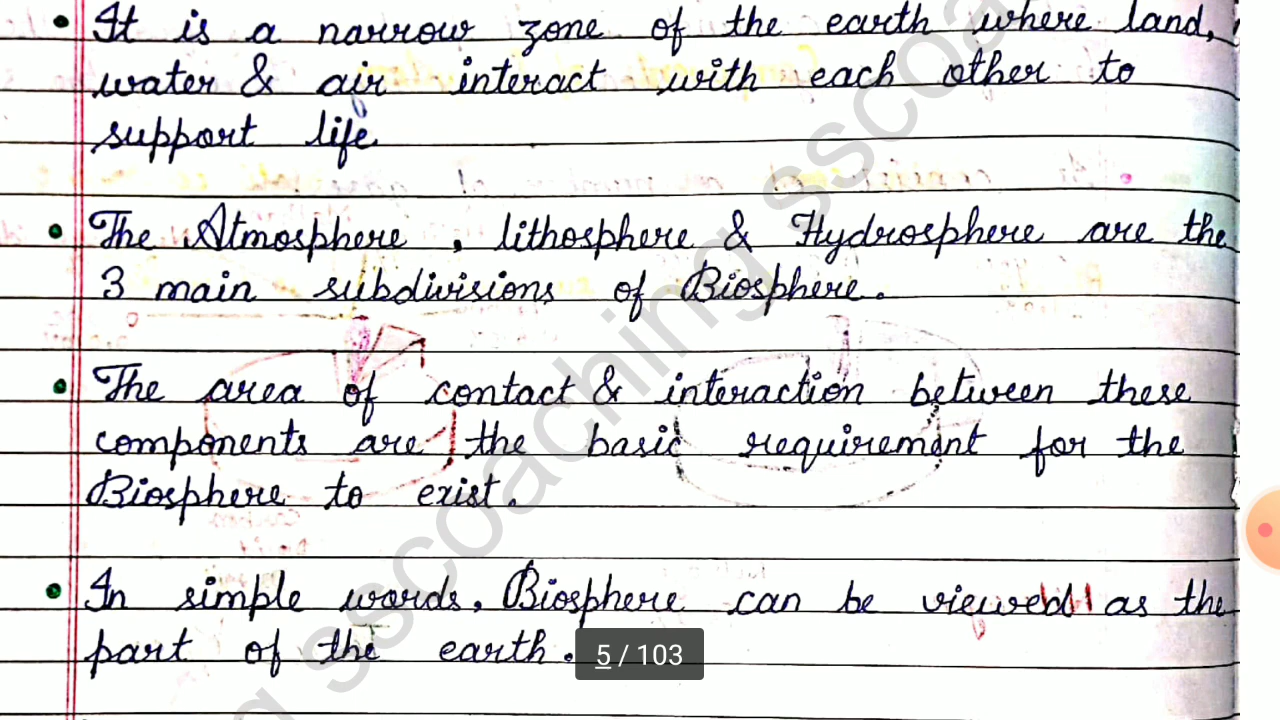 • It is a narrow zone of the earth where land,
water & air interact with each other to
support life.
• The Atmosphere, lithosphere & Hydrosphere are the
3 main subdivisions of Biosphere.
• The area of contact & interaction between these
components are the basic requirement for the
Biosphere to exist.
• In simple words, Biosphere can be viewed as the
part of the earth.
5 / 103
sscoaching sscoa
g